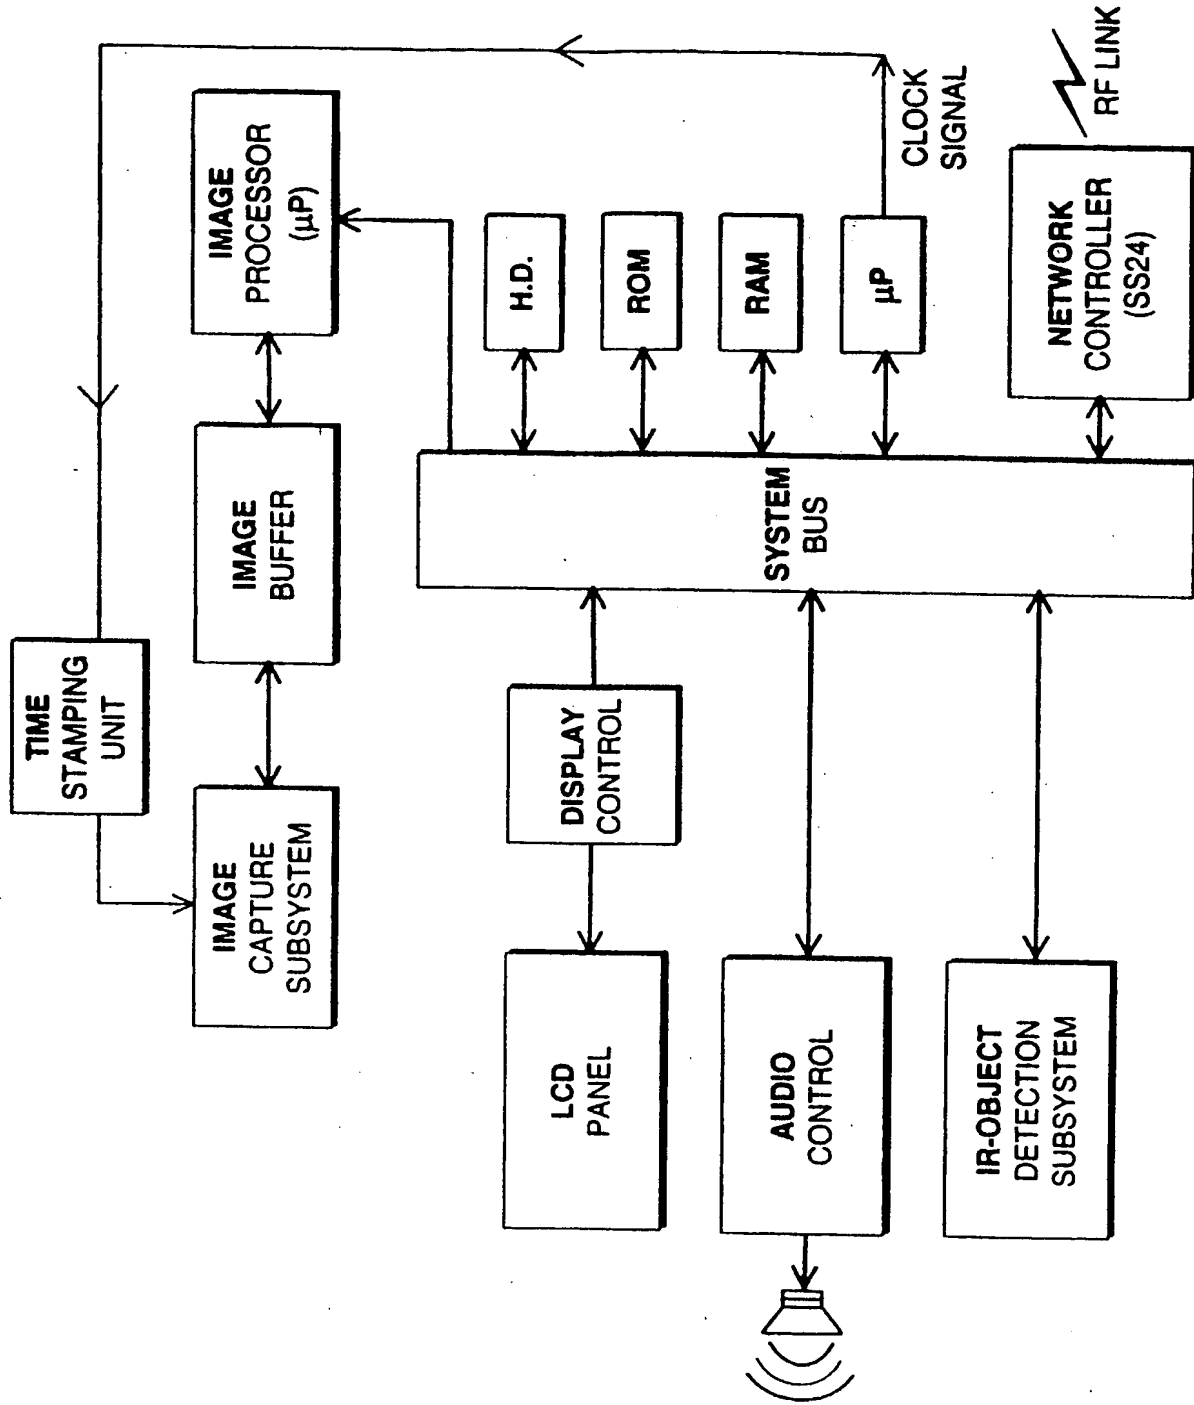 TIME
STAMPING
UNIT
IMAGE
CAPTURE
SUBSYSTEM
IMAGE
BUFFER
IMAGE
PROCESSOR
(µP)
LCD
PANEL
DISPLAY
CONTROL
H.D.
ROM
RAM
µP
CLOCK
SIGNAL
SYSTEM
BUS
AUDIO
CONTROL
IR-OBJECT
DETECTION
SUBSYSTEM
NETWORK
CONTROLLER
(SS24)
RF LINK